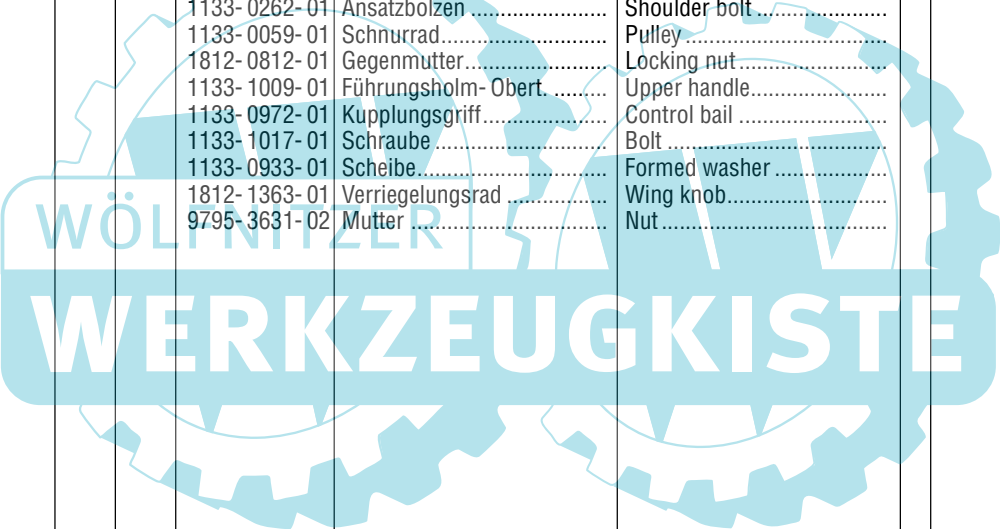 1133-0262-01 Ansatzbolzen ........................ Shoulder bolt .......................
1133-0059-01 Schnurrad............................. Pulley....................................
1812-0812-01 Gegenmutter......................... Locking nut...........................
1133-1009-01 Führungsholm-Obert. ......... Upper handle........................
1133-0972-01 Kupplungsgriff...................... Control bail ..........................
1133-1017-01 Schraube .............................. Bolt .......................................
1133-0933-01 Scheibe................................. Formed washer ....................
1812-1363-01 Verriegelungsrad .................. Wing knob.............................
9795-3631-02 Mutter .................................. Nut........................................
WÖLFNITZER
WERKZEUGKISTE